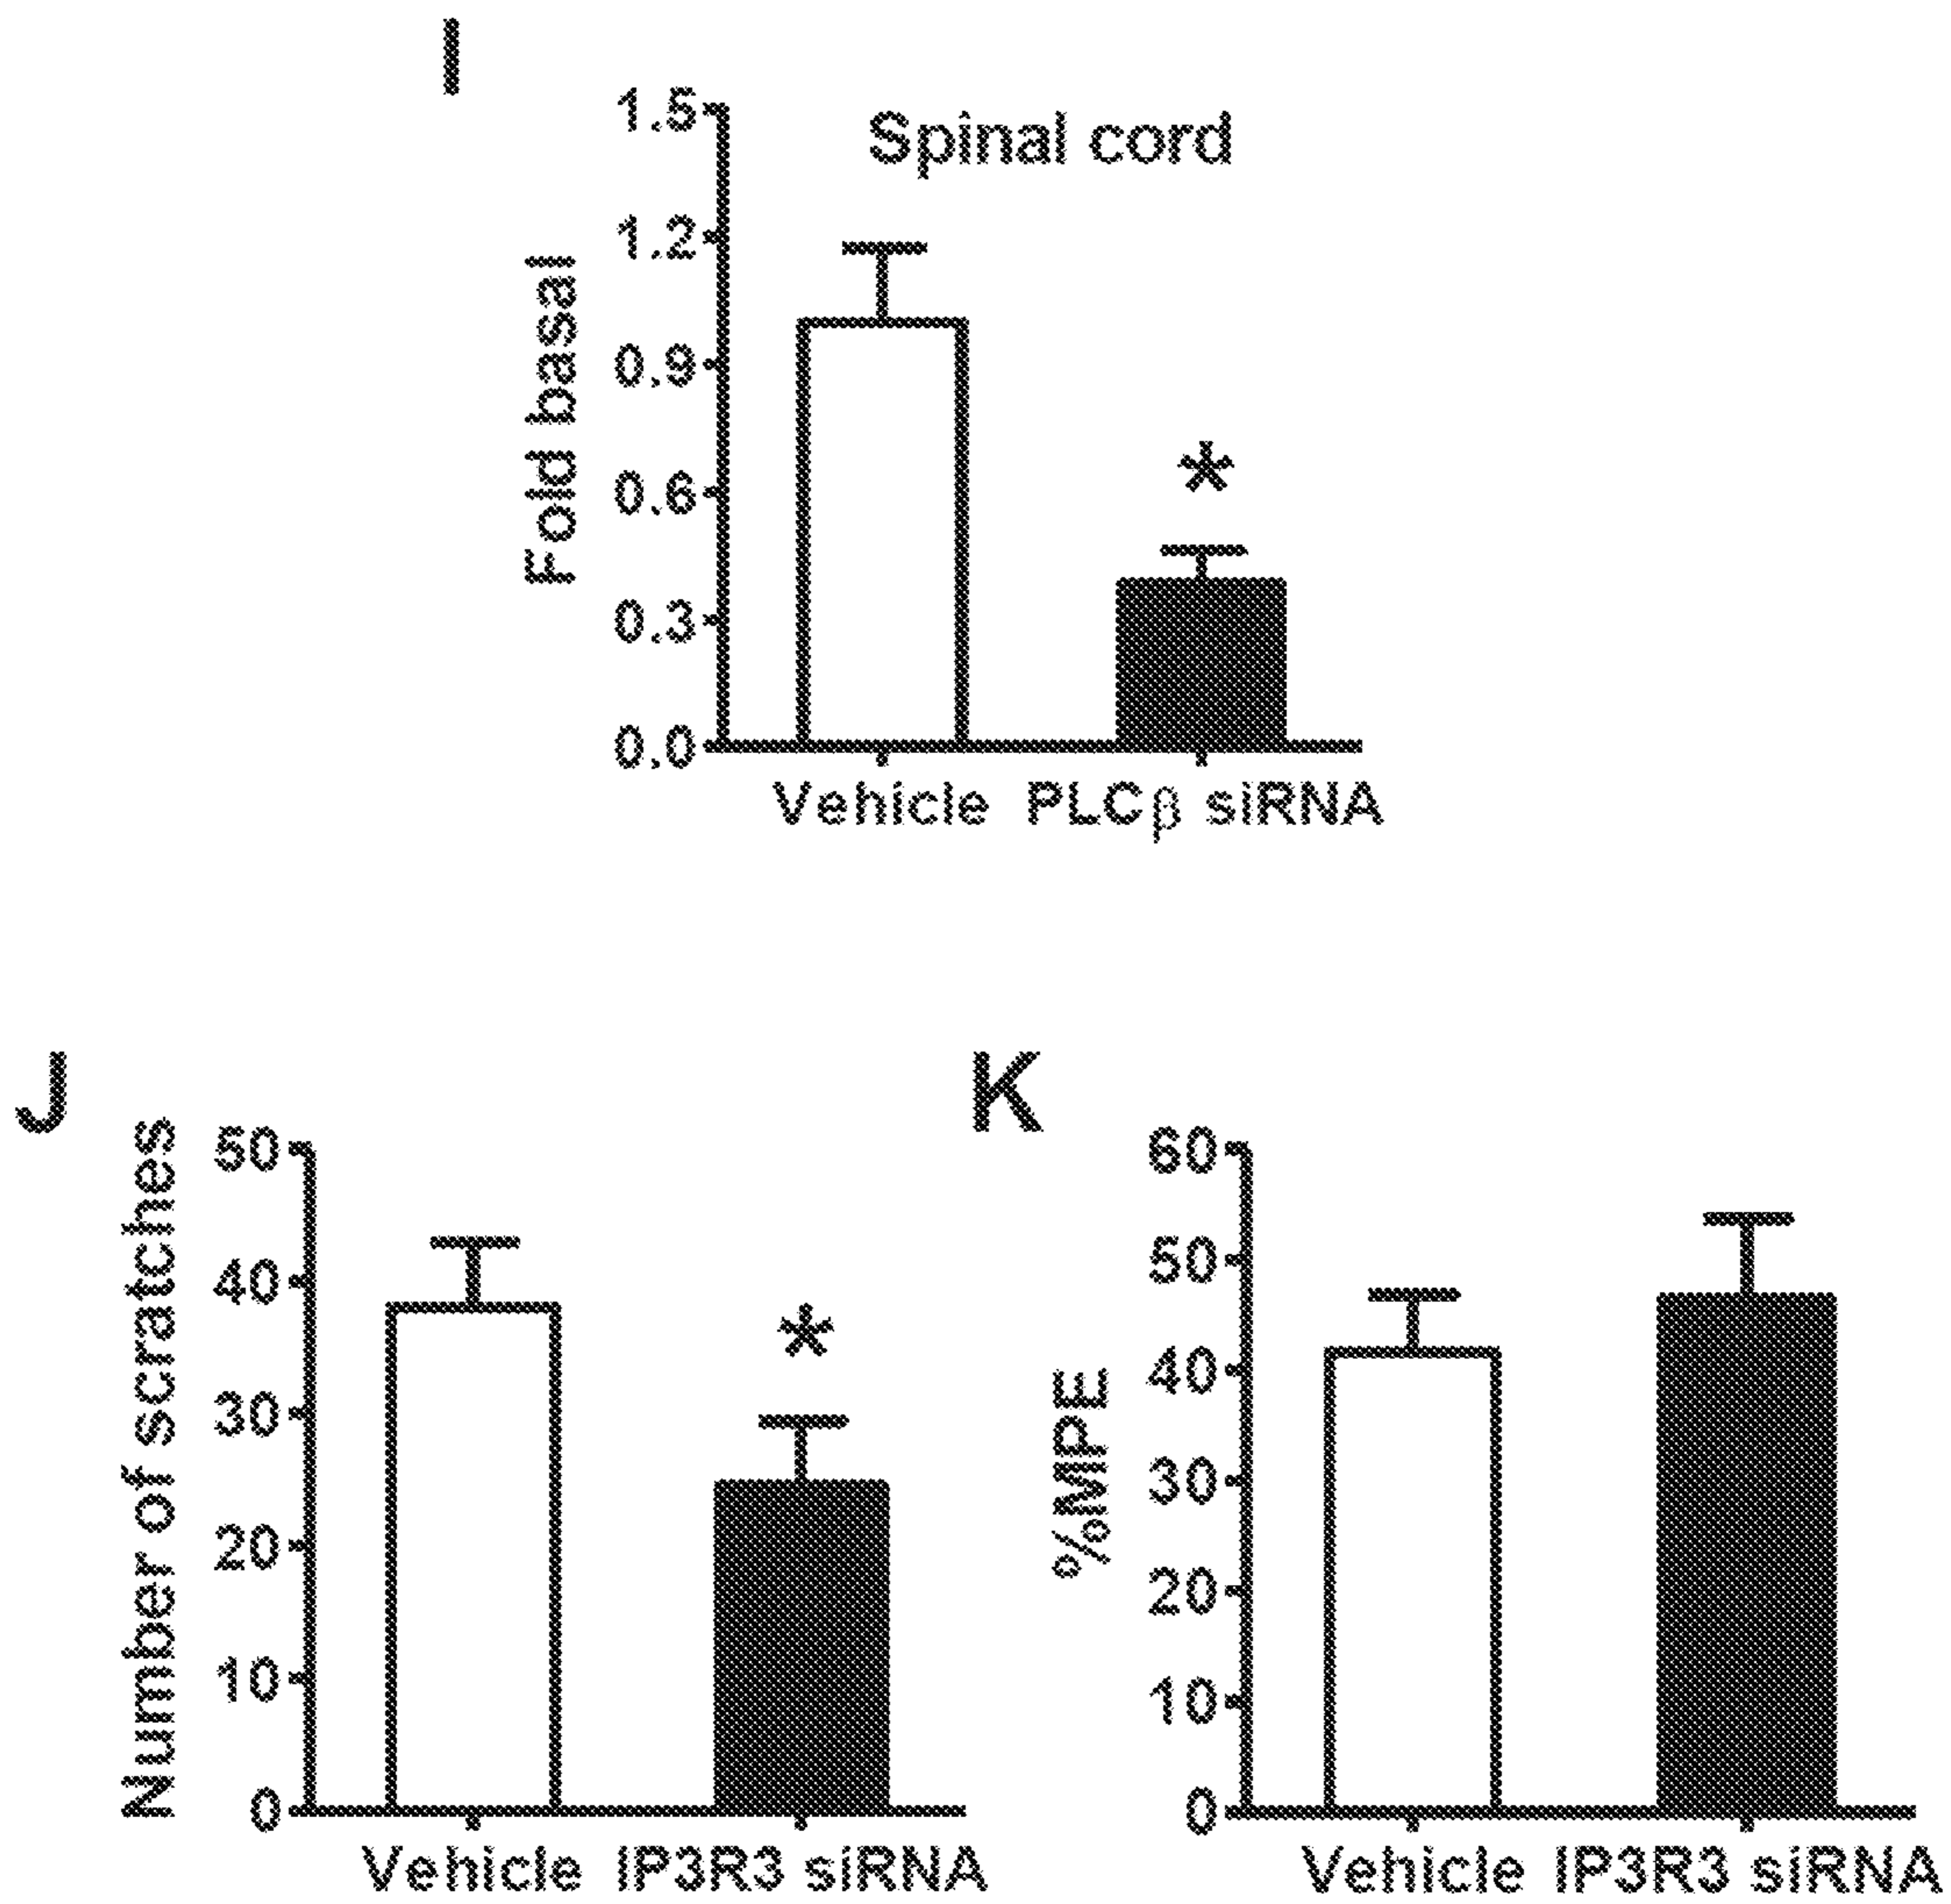 I
Spinal cord
Fold basal
1.5
1.2
0.9
0.6
0.3
0.0
*
Vehicle PLCβ siRNA
J
Number of scratches
50
40
30
20
10
0
*
Vehicle IP3R3 siRNA
K
%MPE
60
50
40
30
20
10
0
Vehicle IP3R3 siRNA